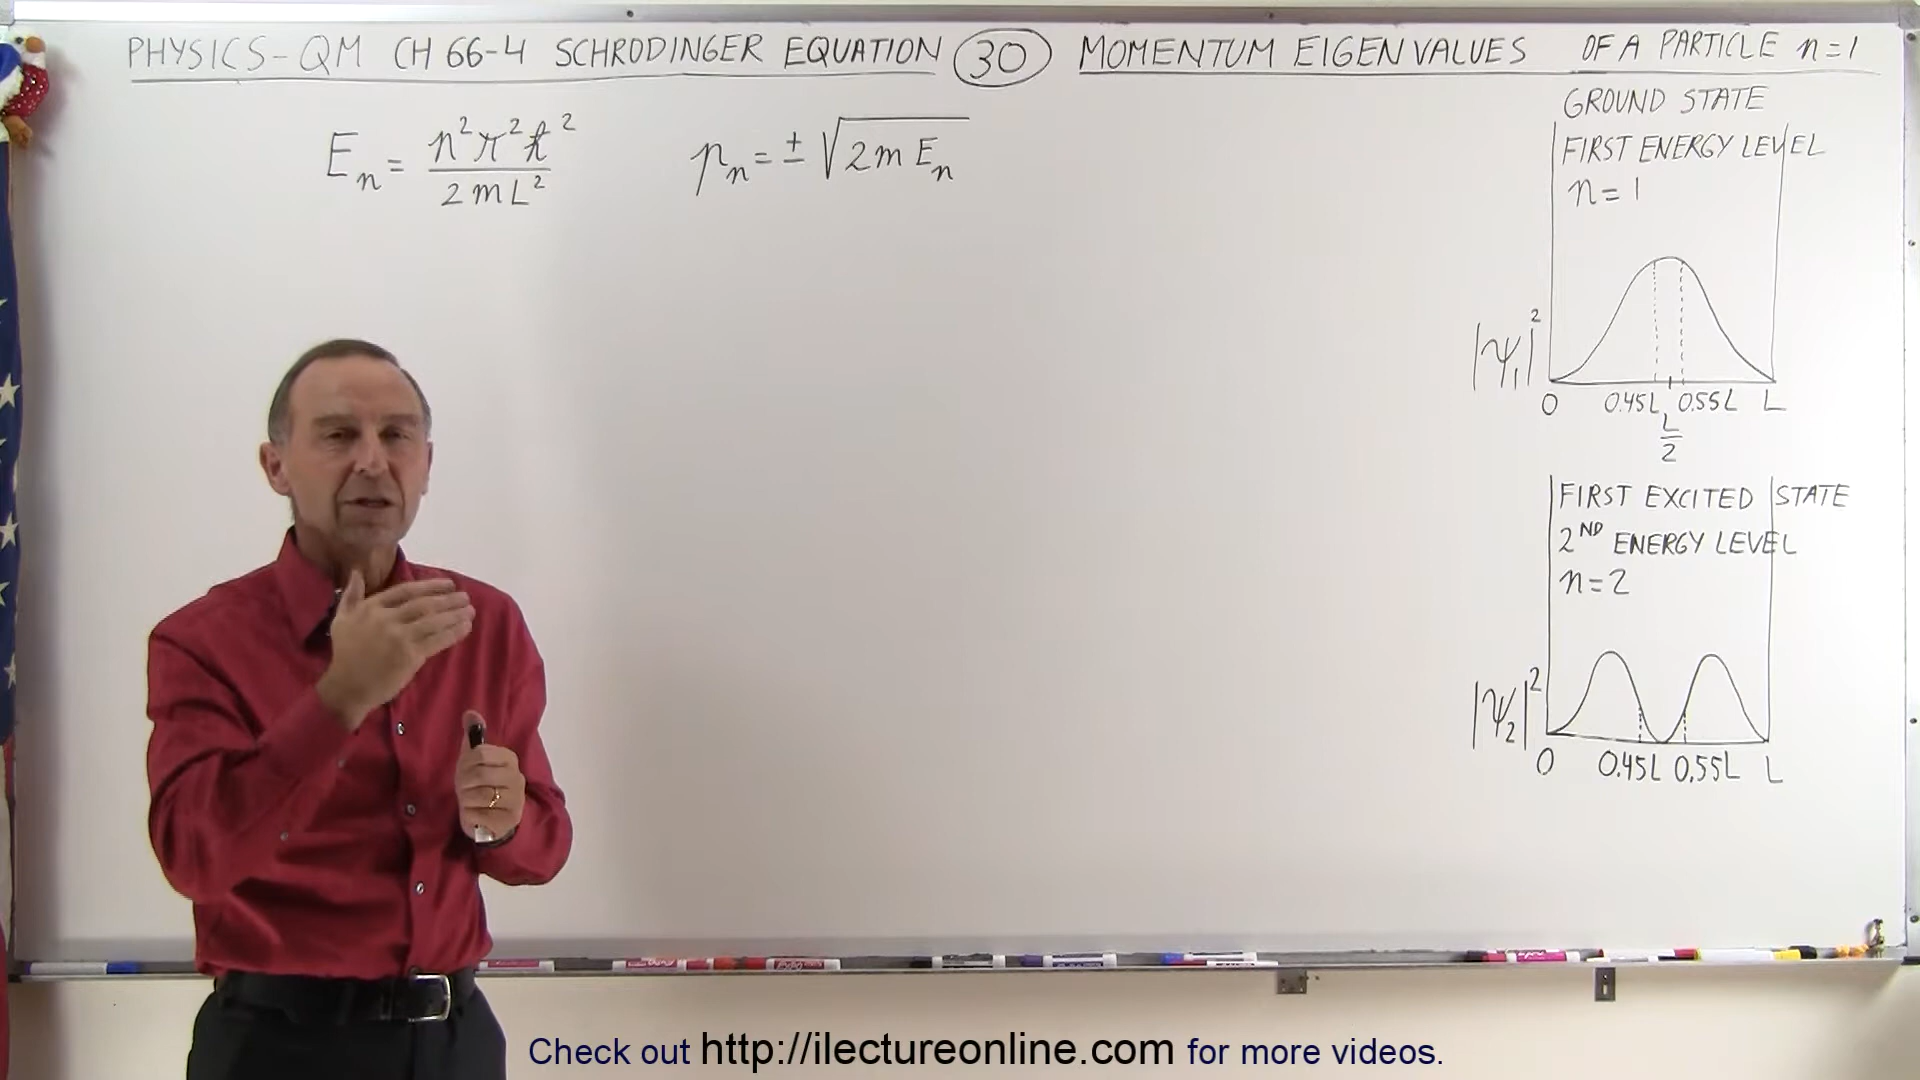 PHYSICS-QM CH 66-4 SCHRODINGER EQUATION 30 MOMENTUM EIGENVALUES OF A PARTICLE n=1
Eₙ = n²π²ħ² / 2mL²
pₙ = ± √2mEₙ
GROUND STATE
FIRST ENERGY LEVEL
n=1
|ψ₁|²
0 0.45L 0.55L L
L/2
FIRST EXCITED STATE
2ND ENERGY LEVEL
n=2
|ψ₂|²
0 0.45L 0.55L L
Check out http://ilectureonline.com for more videos.